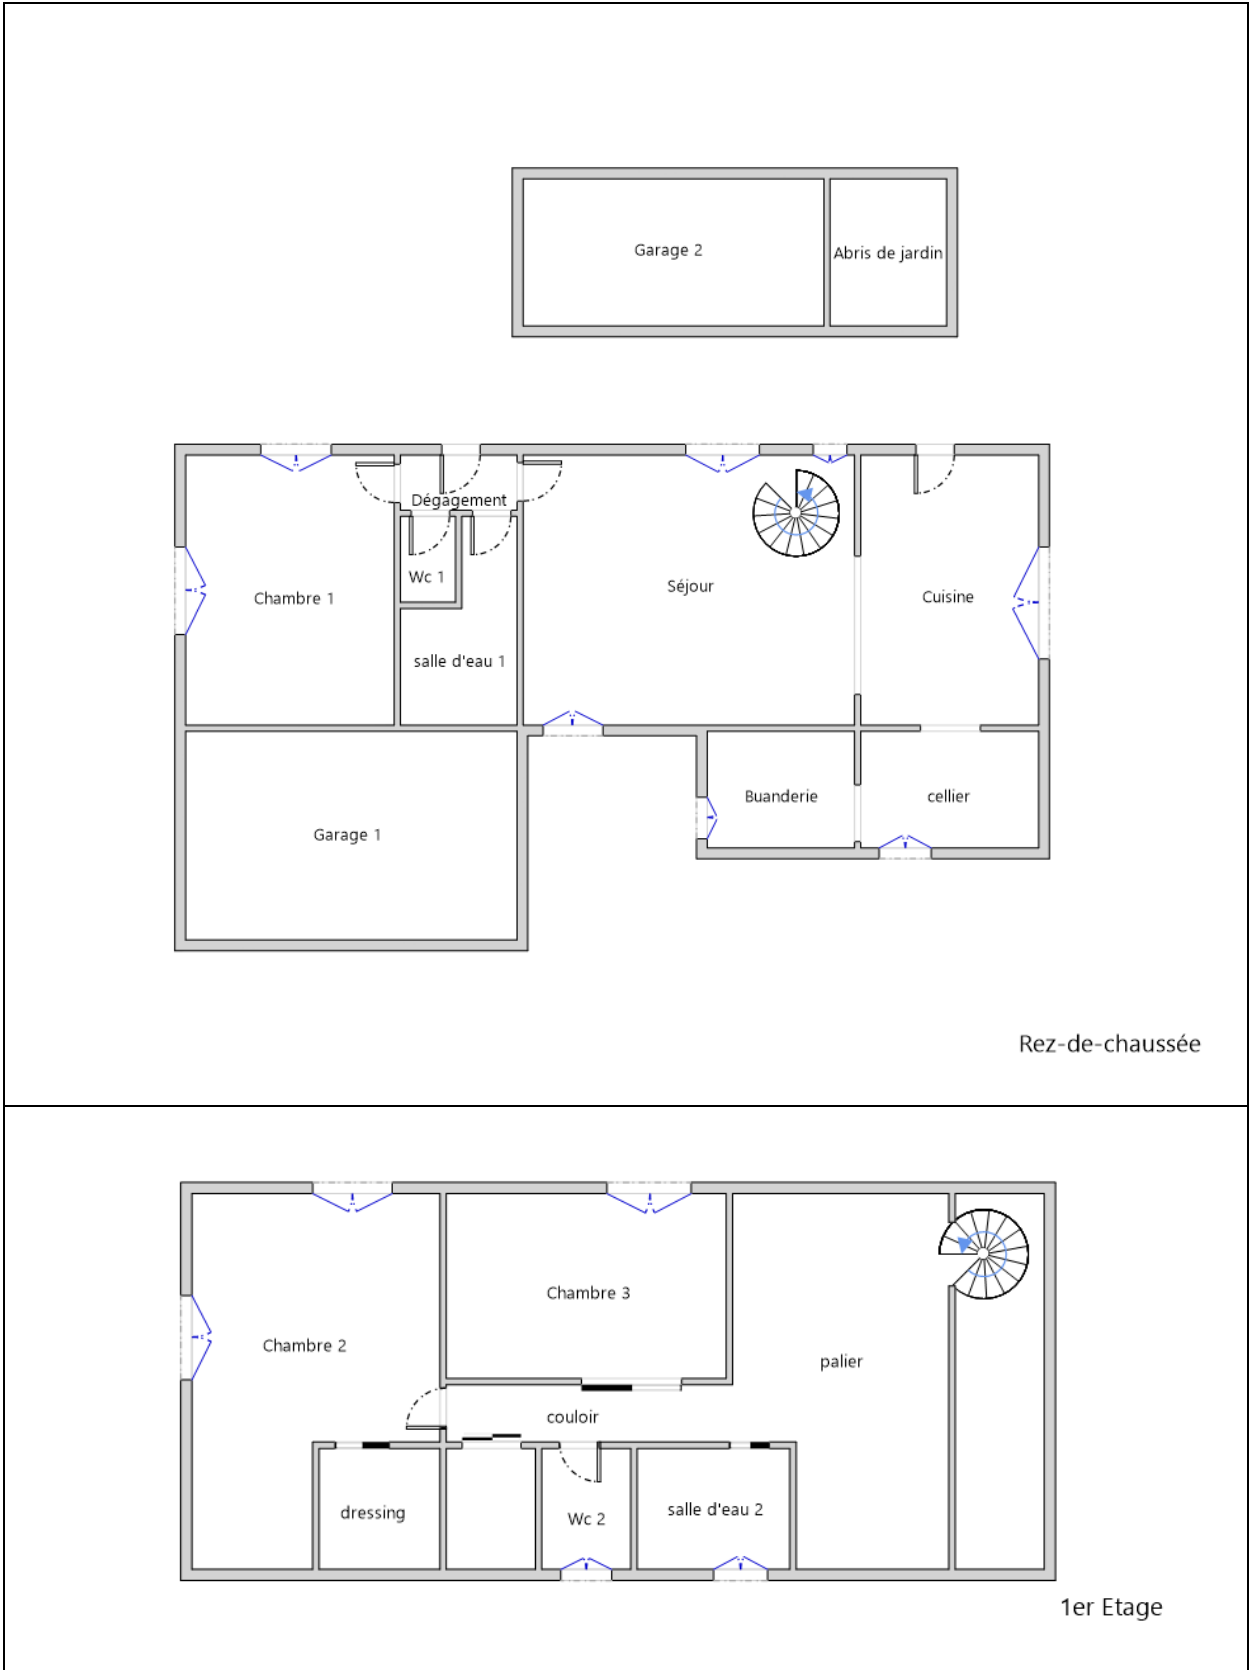 Garage 2
Abris de jardin
Dégagement
Wc 1
Chambre 1
Séjour
Cuisine
salle d'eau 1
Buanderie
cellier
Garage 1
Rez-de-chaussée
Chambre 3
Chambre 2
palier
couloir
dressing
Wc 2
salle d'eau 2
1er Etage